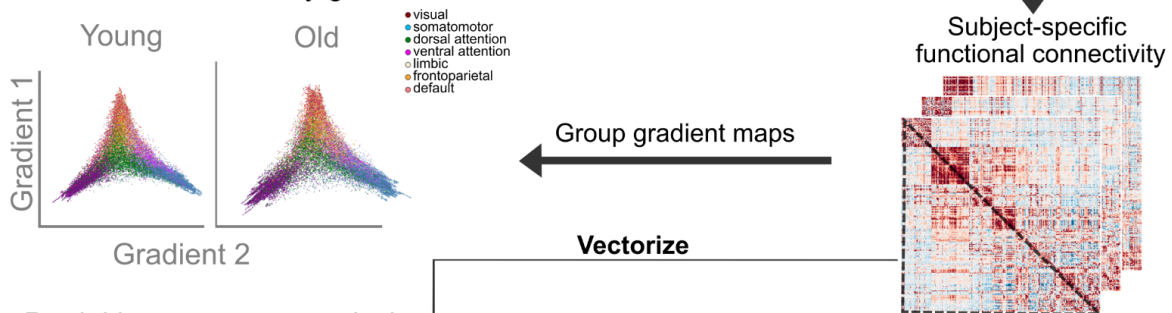 Young
Old
visual
somatomotor
dorsal attention
ventral attention
limbic
frontoparietal
default
Gradient 1
Gradient 2
Group gradient maps
Subject-specific
functional connectivity
Vectorize